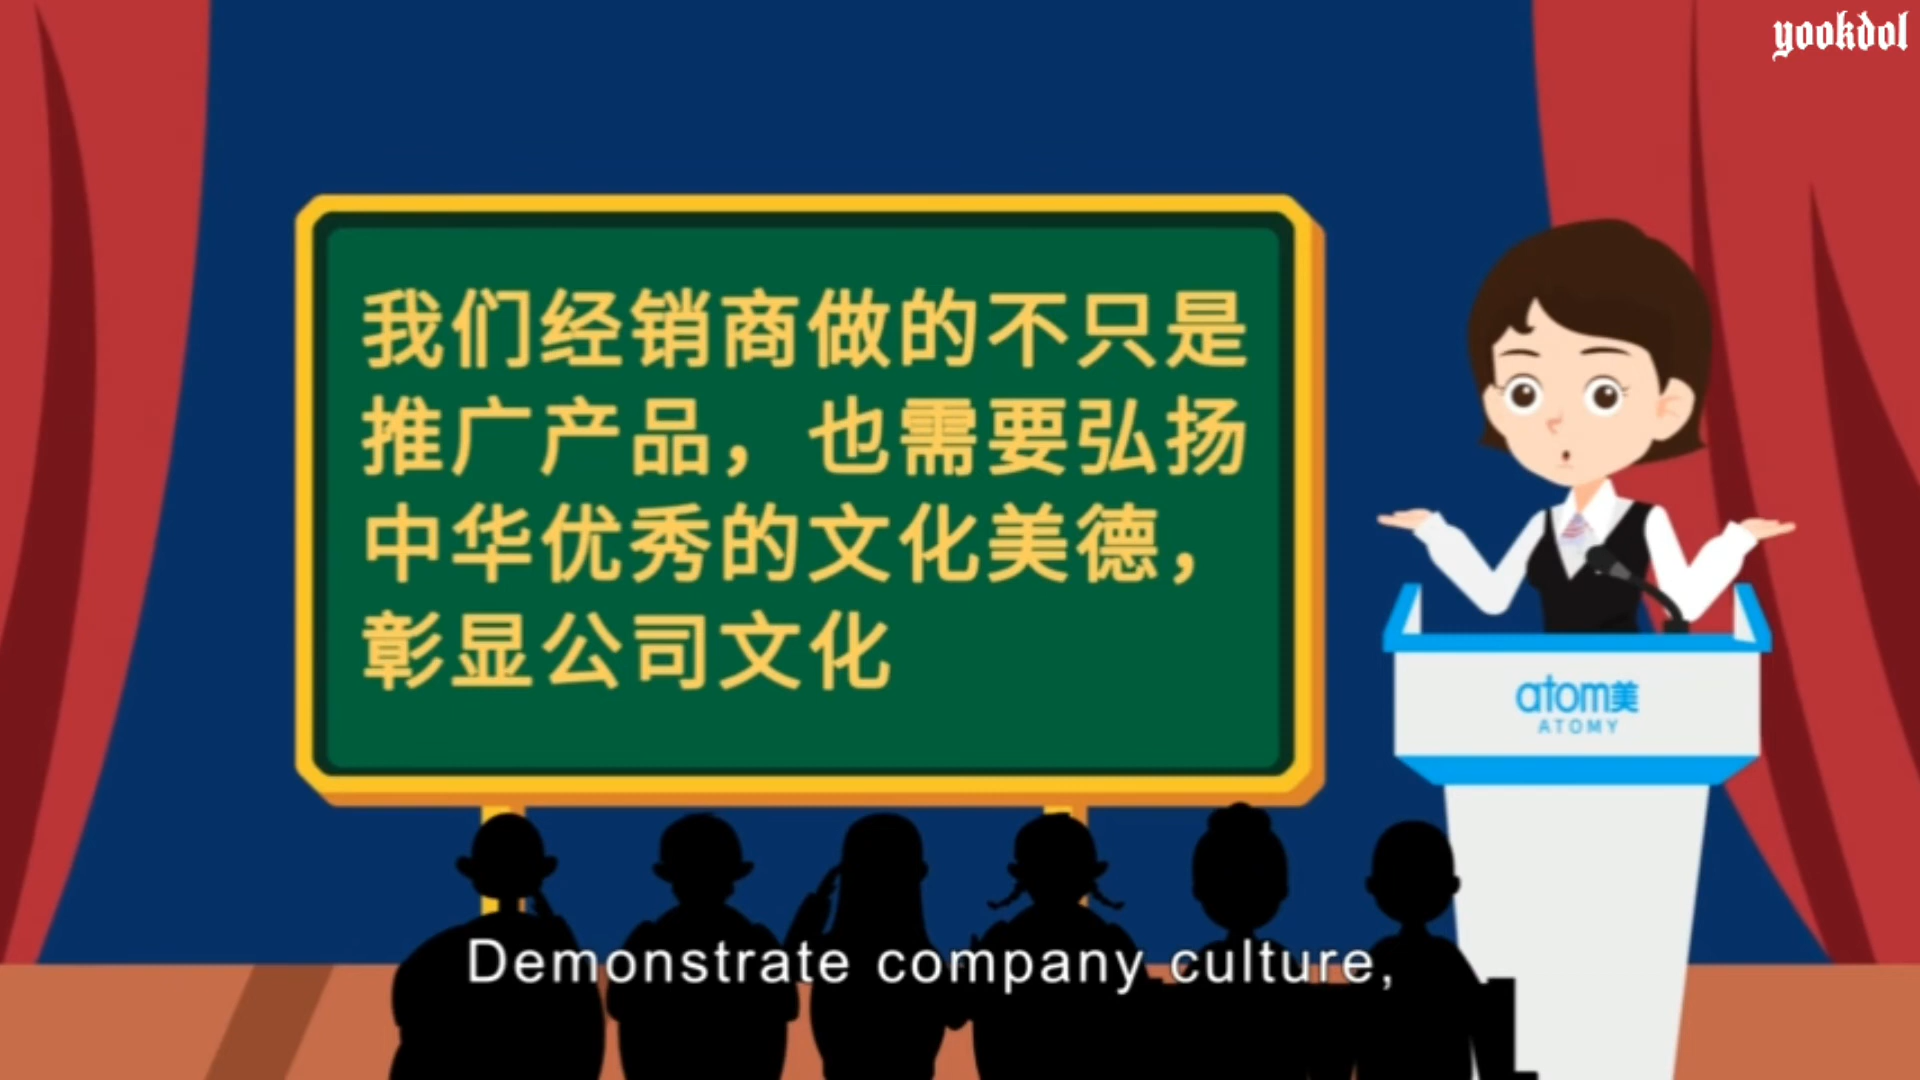 yookdol
我们经销商做的不只是
推广产品，也需要弘扬
中华优秀的文化美德，
彰显公司文化
atom美
ATOMY
Demonstrate company culture,